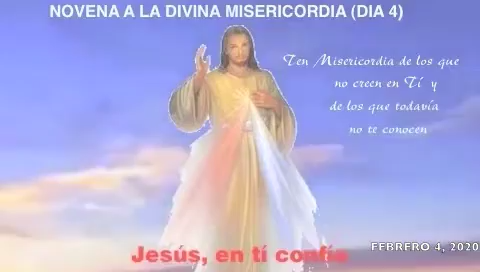 NOVENA A LA DIVINA MISERICORDIA (DIA 4)
Ten Misericordia de los que
no creen en Tí y
de los que todavía
no te conocen
Jesús, en tí confío
FEBRERO 4, 2020